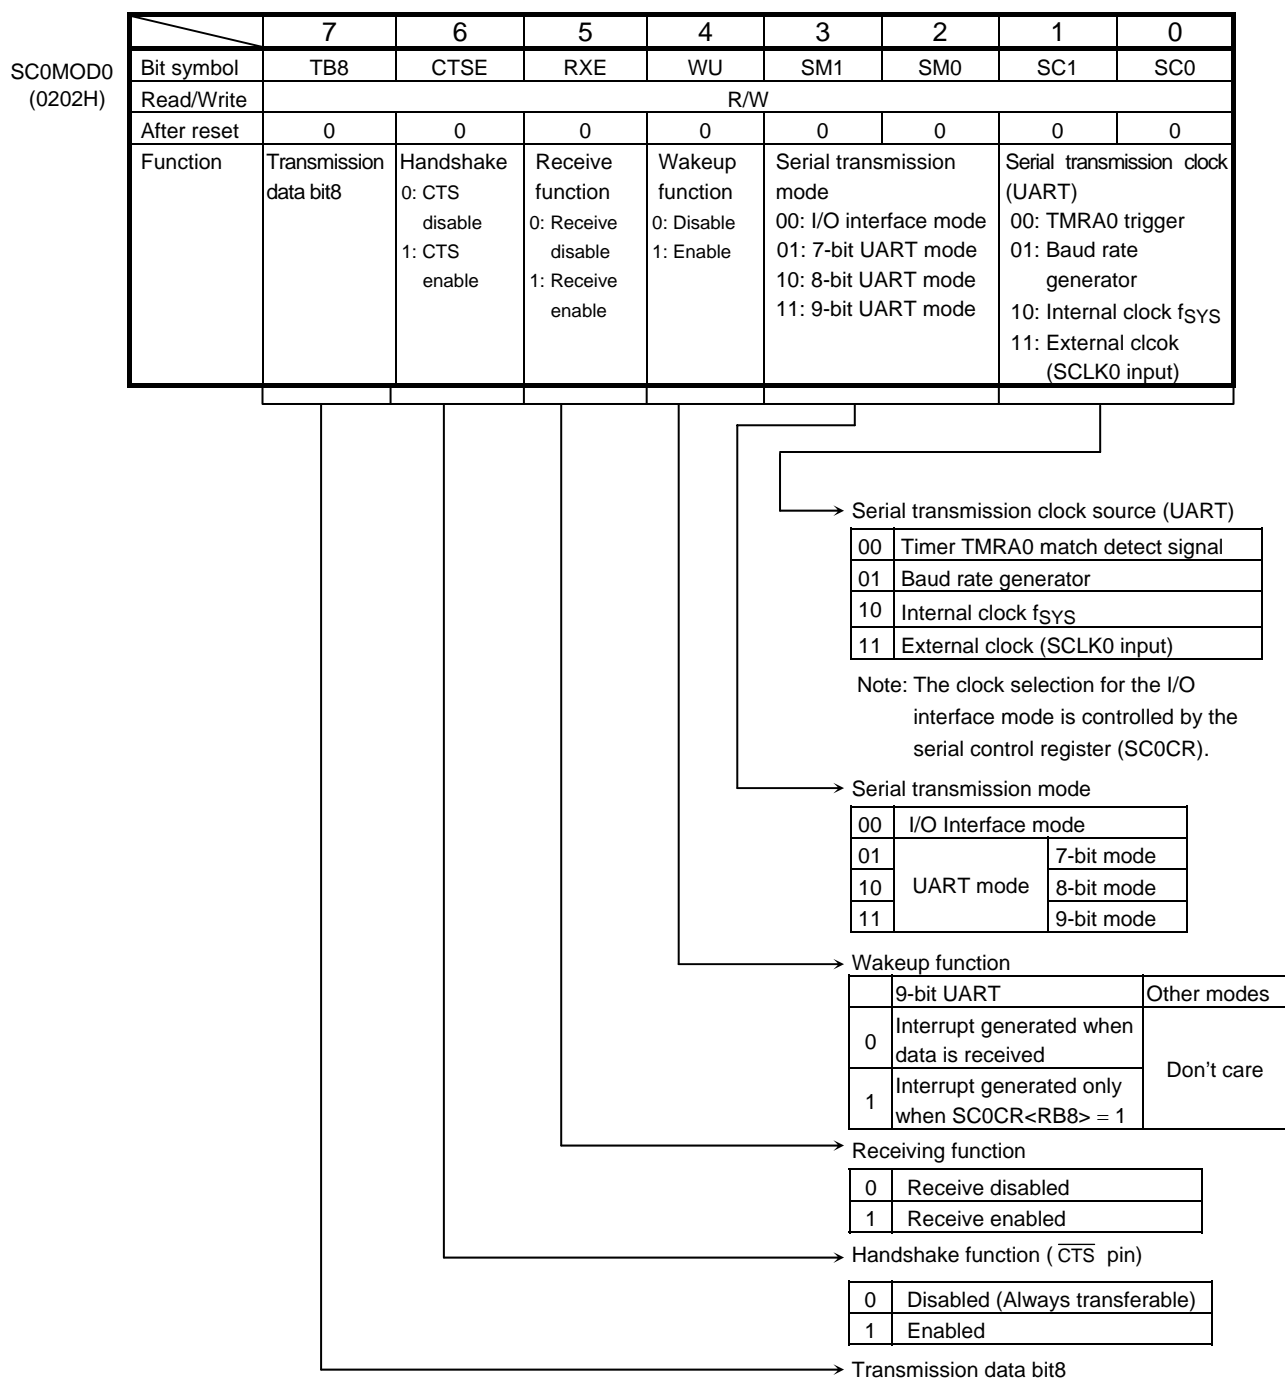 7 6 5 4 3 2 1 0
SC0MOD0
(0202H)
Bit symbol TB8 CTSE RXE WU SM1 SM0 SC1 SC0
Read/Write R/W
After reset 0 0 0 0 0 0 0 0
Function
Transmission
data bit8
Handshake
0: CTS
disable
1: CTS
enable
Receive
function
0: Receive
disable
1: Receive
enable
Wakeup
function
0: Disable
1: Enable
Serial transmission
mode
00: I/O interface mode
01: 7-bit UART mode
10: 8-bit UART mode
11: 9-bit UART mode
Serial transmission clock
(UART)
00: TMRA0 trigger
01: Baud rate
generator
10: Internal clock fSYS
11: External clcok
(SCLK0 input)
Serial transmission clock source (UART)
00 Timer TMRA0 match detect signal
01 Baud rate generator
10 Internal clock fSYS
11 External clock (SCLK0 input)
Note: The clock selection for the I/O
interface mode is controlled by the
serial control register (SC0CR).
Serial transmission mode
00 I/O Interface mode
01 7-bit mode
10 UART mode 8-bit mode
11 9-bit mode
Wakeup function
9-bit UART Other modes
0 Interrupt generated when
data is received
Don't care
1 Interrupt generated only
when SC0CR<RB8> = 1
Receiving function
0 Receive disabled
1 Receive enabled
Handshake function ( C̅T̅S̅ pin)
0 Disabled (Always transferable)
1 Enabled
Transmission data bit8